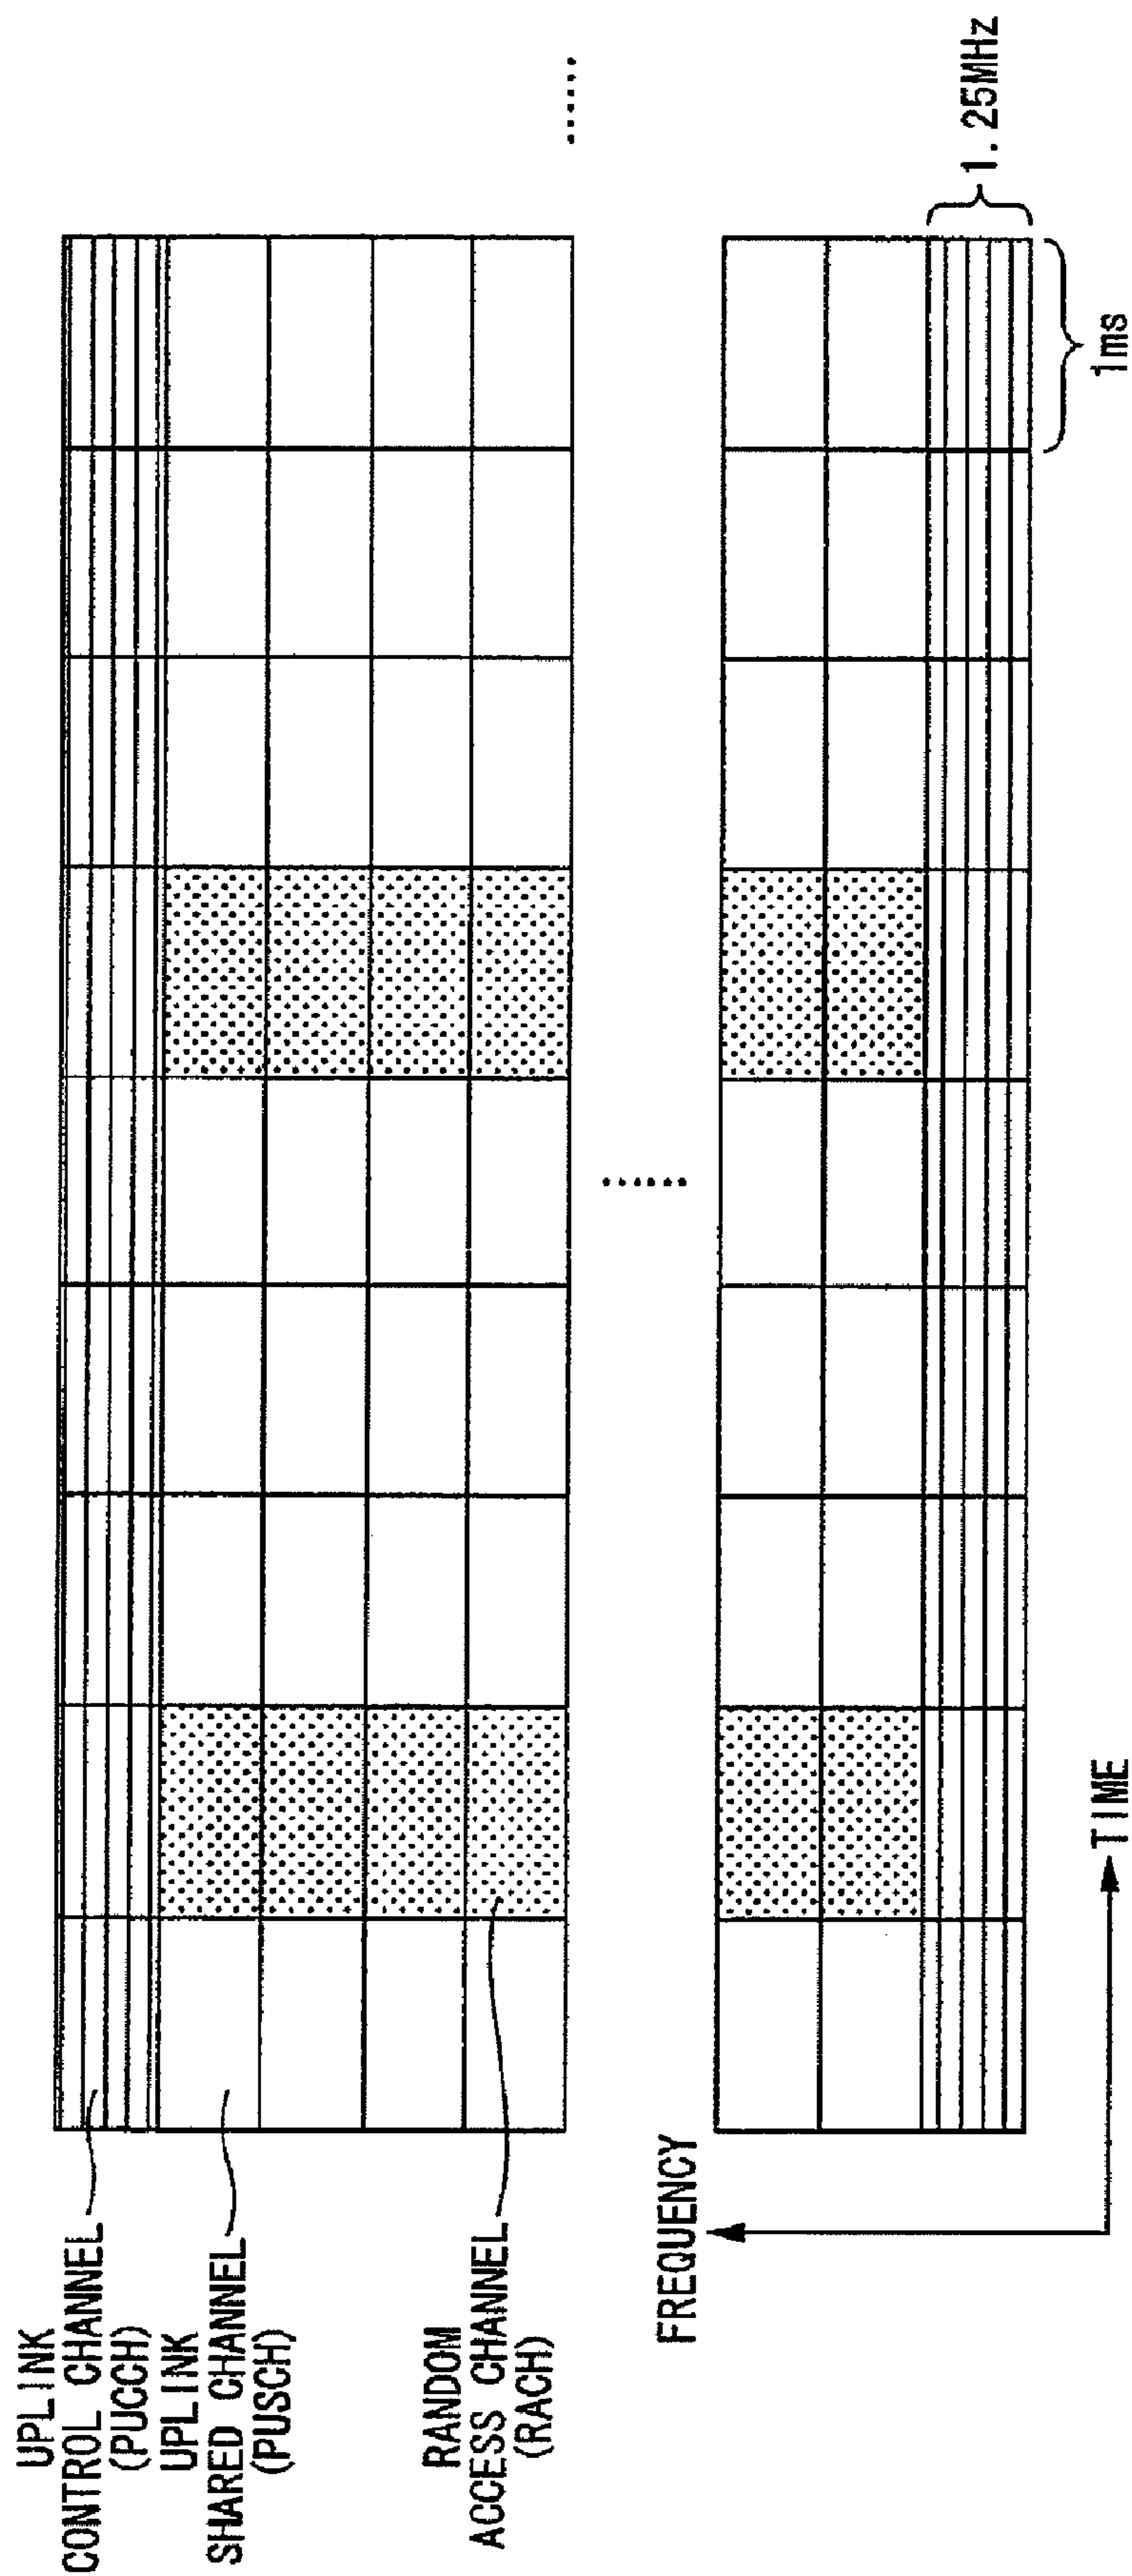 UPLINK
CONTROL CHANNEL
(PUCCH)
UPLINK
SHARED CHANNEL
(PUSCH)
RANDOM
ACCESS CHANNEL
(RACH)
FREQUENCY
TIME
1ms
1.25MHz